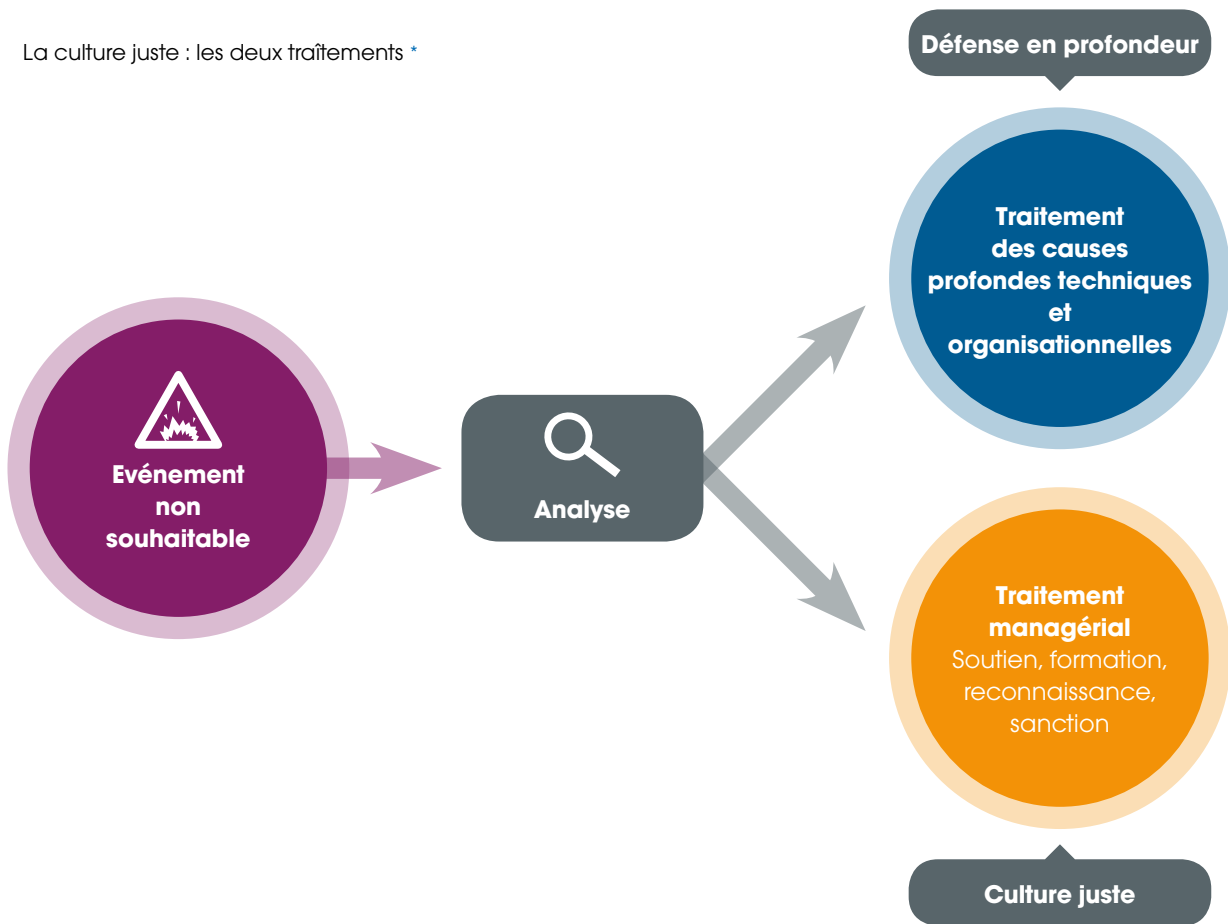 La culture juste : les deux traîtements *
Défense en profondeur
Traitement
des causes
profondes techniques
et
organisationnelles
Evénement
non
souhaitable
Analyse
Traitement
managérial
Soutien, formation,
reconnaissance,
sanction
Culture juste